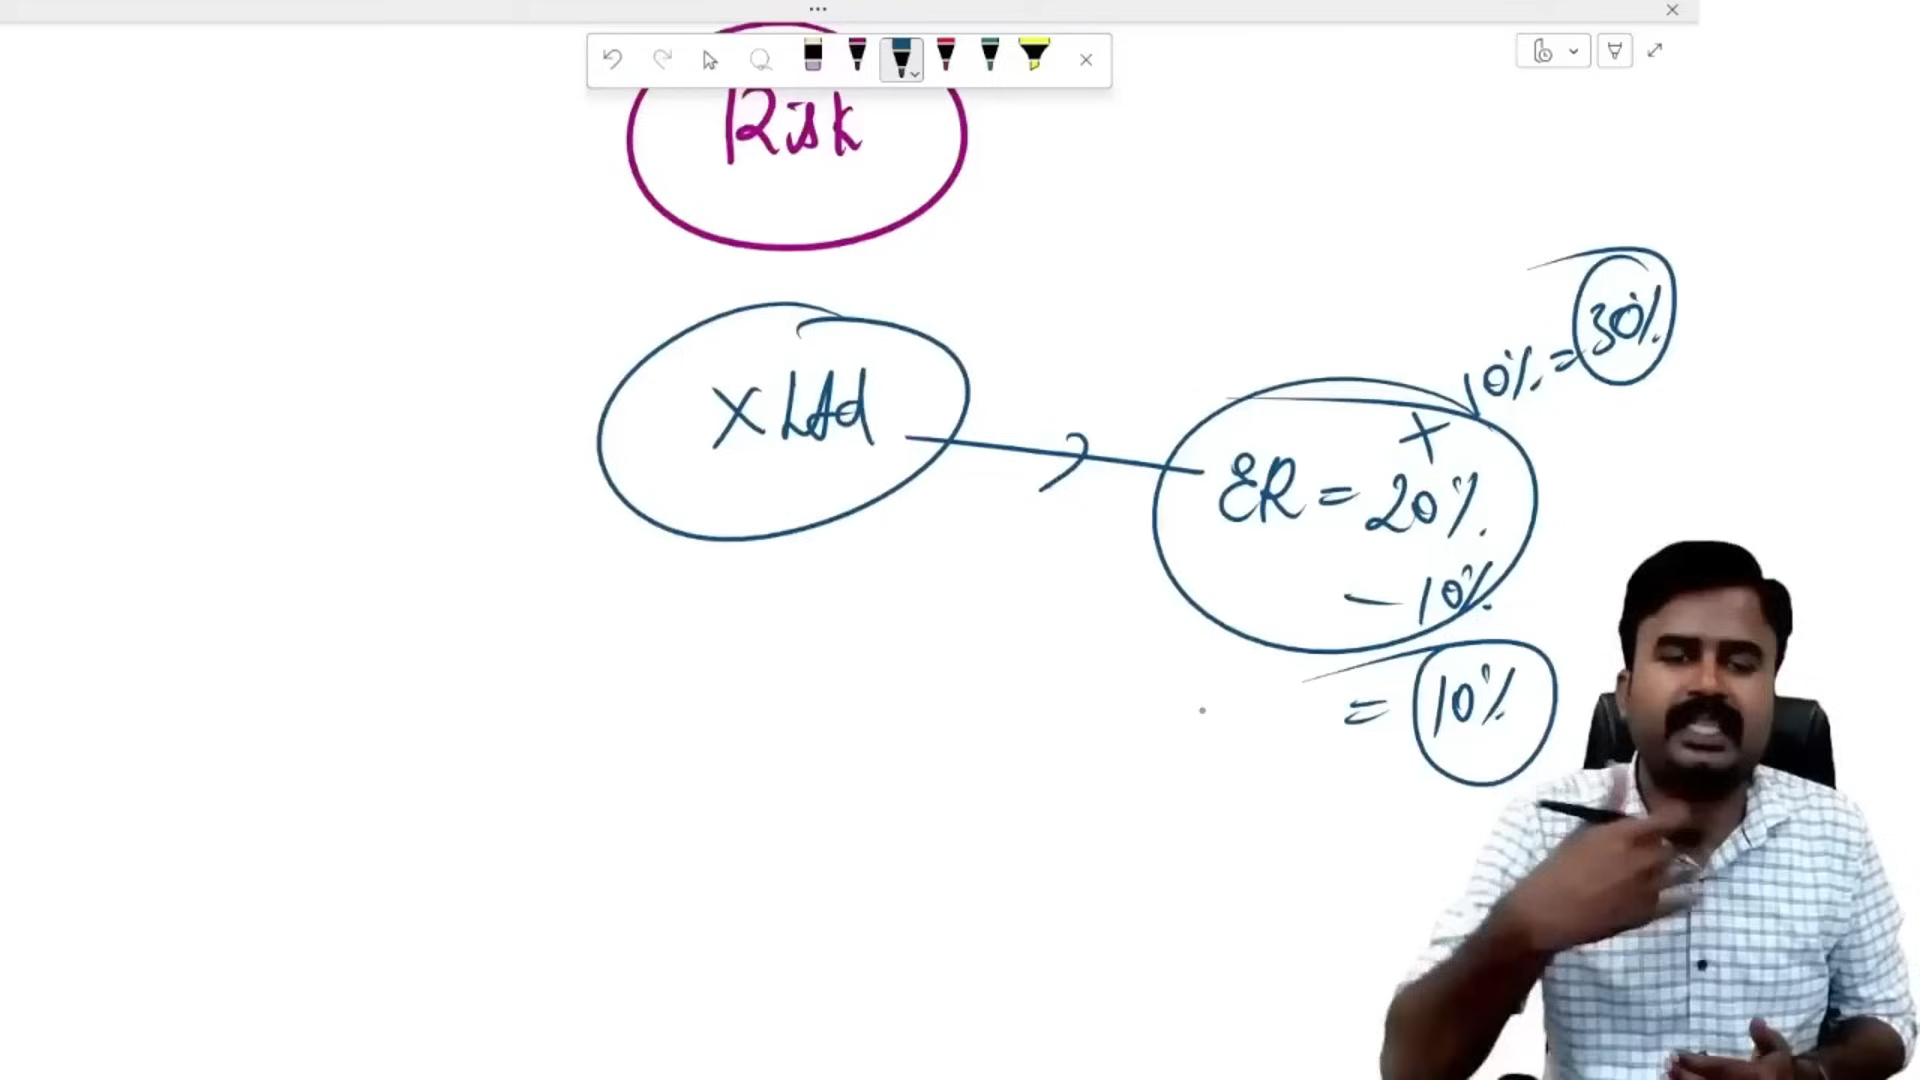 Risk
X Ltd
+ 10% = 30%
ER = 20%
- 10%
= 10%